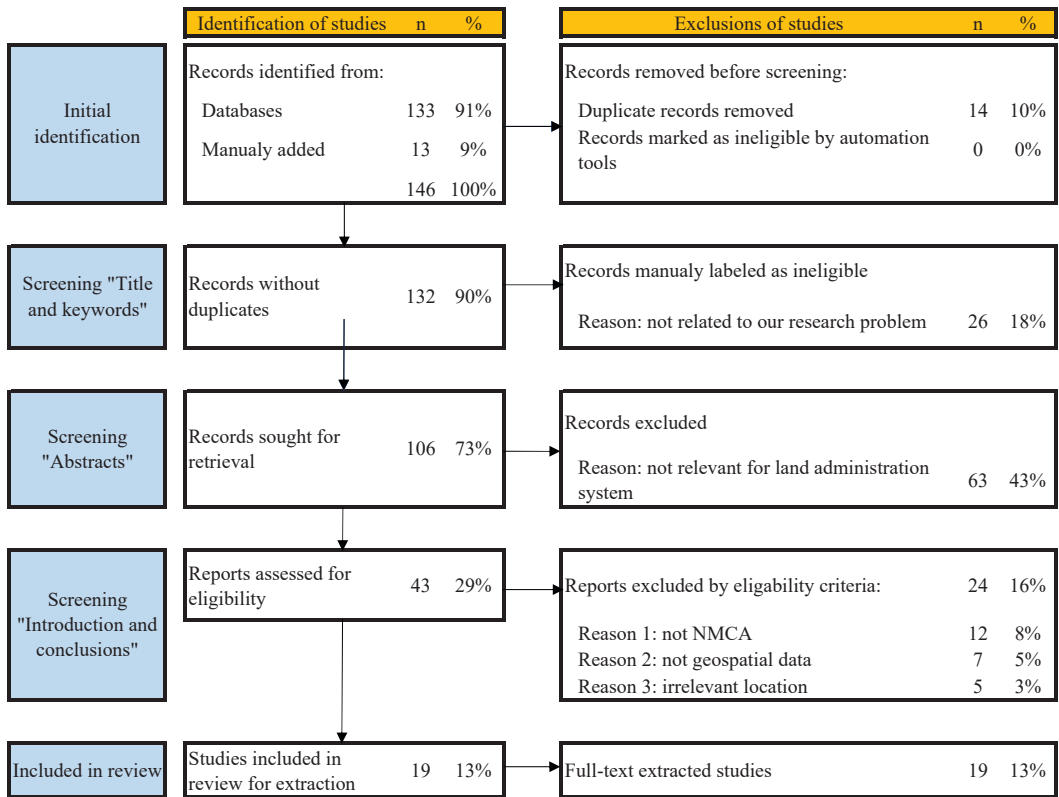 Identification of studies n %
Exclusions of studies n %
Initial
identification
Records identified from:
Databases 133 91%
Manualy added 13 9%
146 100%
Records removed before screening:
Duplicate records removed 14 10%
Records marked as ineligible by automation
tools 0 0%
Screening "Title
and keywords"
Records without
duplicates 132 90%
Records manualy labeled as ineligible
Reason: not related to our research problem 26 18%
Screening
"Abstracts"
Records sought for
retrieval 106 73%
Records excluded
Reason: not relevant for land administration
system 63 43%
Screening
"Introduction and
conclusions"
Reports assessed for
eligibility 43 29%
Reports excluded by eligability criteria: 24 16%
Reason 1: not NMCA 12 8%
Reason 2: not geospatial data 7 5%
Reason 3: irrelevant location 5 3%
Included in review
Studies included in
review for extraction 19 13%
Full-text extracted studies 19 13%